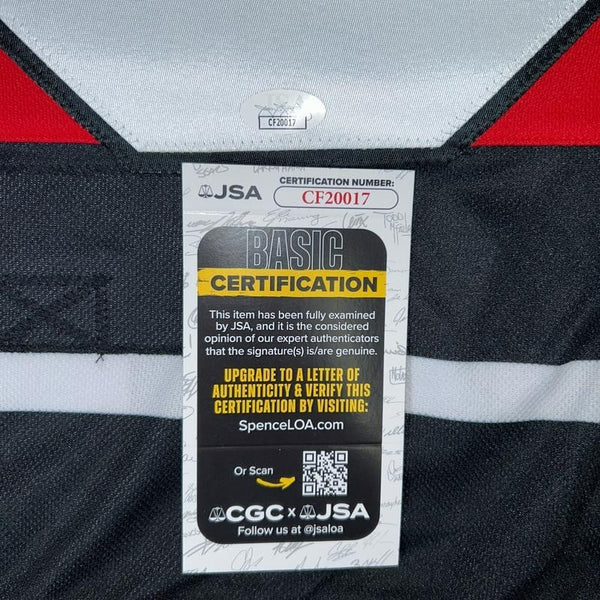 CF20017
JSA
CERTIFICATION NUMBER:
CF20017
BASIC
CERTIFICATION
This item has been fully examined
by JSA, and it is the considered
opinion of our expert authenticators
that the signature(s) is/are genuine.
UPGRADE TO A LETTER OF
AUTHENTICITY & VERIFY THIS
CERTIFICATION BY VISITING:
SpenceLOA.com
Or Scan
CGC x JSA
Follow us at @jsaloa